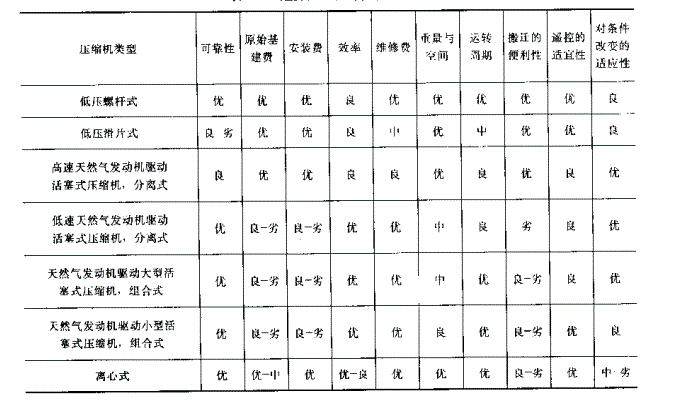 压缩机类型 可靠性 原始基建费 安装费 效率 维修费 重量与空间 运转周期 搬迁的便利性 遥控的适宜性 对条件改变的适应性
低压螺杆式 优 优 优 良 优 优 优 优 优 良
低压滑片式 良 劣 优 优 良 中 优 中 优 优 良
高速天然气发动机驱动活塞式压缩机，分离式 良 优 优 良 良 优 良 优 良 优
低速天然气发动机驱动活塞式压缩机，分离式 优 良-劣 良-劣 优 优 中 良 劣 良 优
天然气发动机驱动大型活塞式压缩机，组合式 优 良-劣 良-劣 优 优 中 优 良-劣 良 优
天然气发动机驱动小型活塞式压缩机，组合式 优 良-劣 良-劣 优 优 良 优 良-劣 优 良
离心式 优 优-中 优 优-良 优 优 优 良-劣 优 中 劣